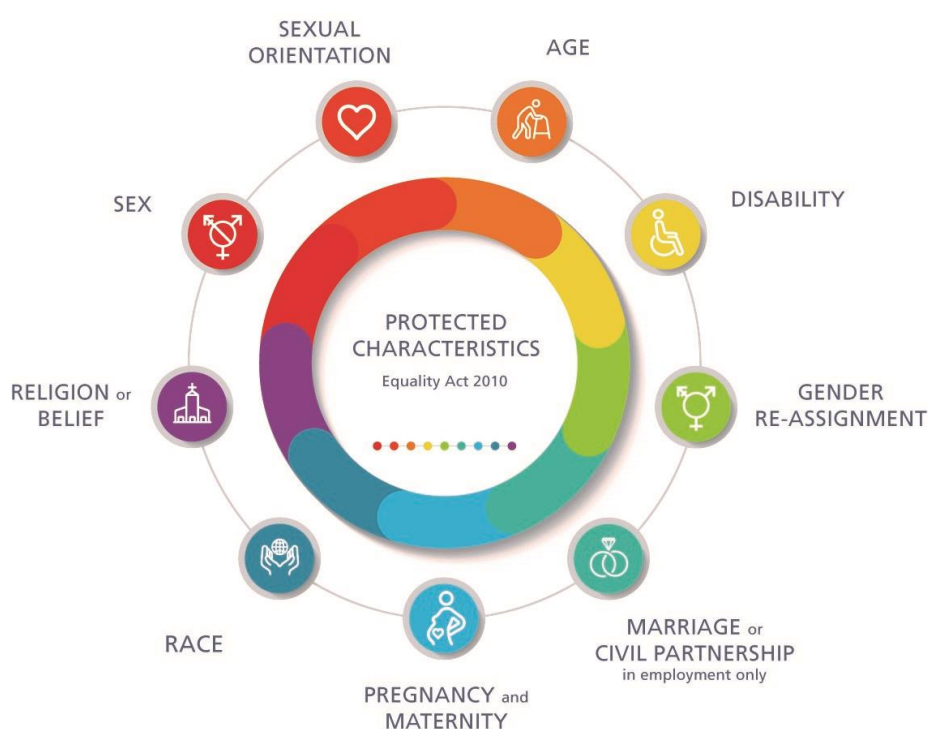 SEXUAL
ORIENTATION
AGE
SEX
DISABILITY
PROTECTED
CHARACTERISTICS
Equality Act 2010
RELIGION or
BELIEF
GENDER
RE-ASSIGNMENT
RACE
MARRIAGE or
CIVIL PARTNERSHIP
in employment only
PREGNANCY and
MATERNITY